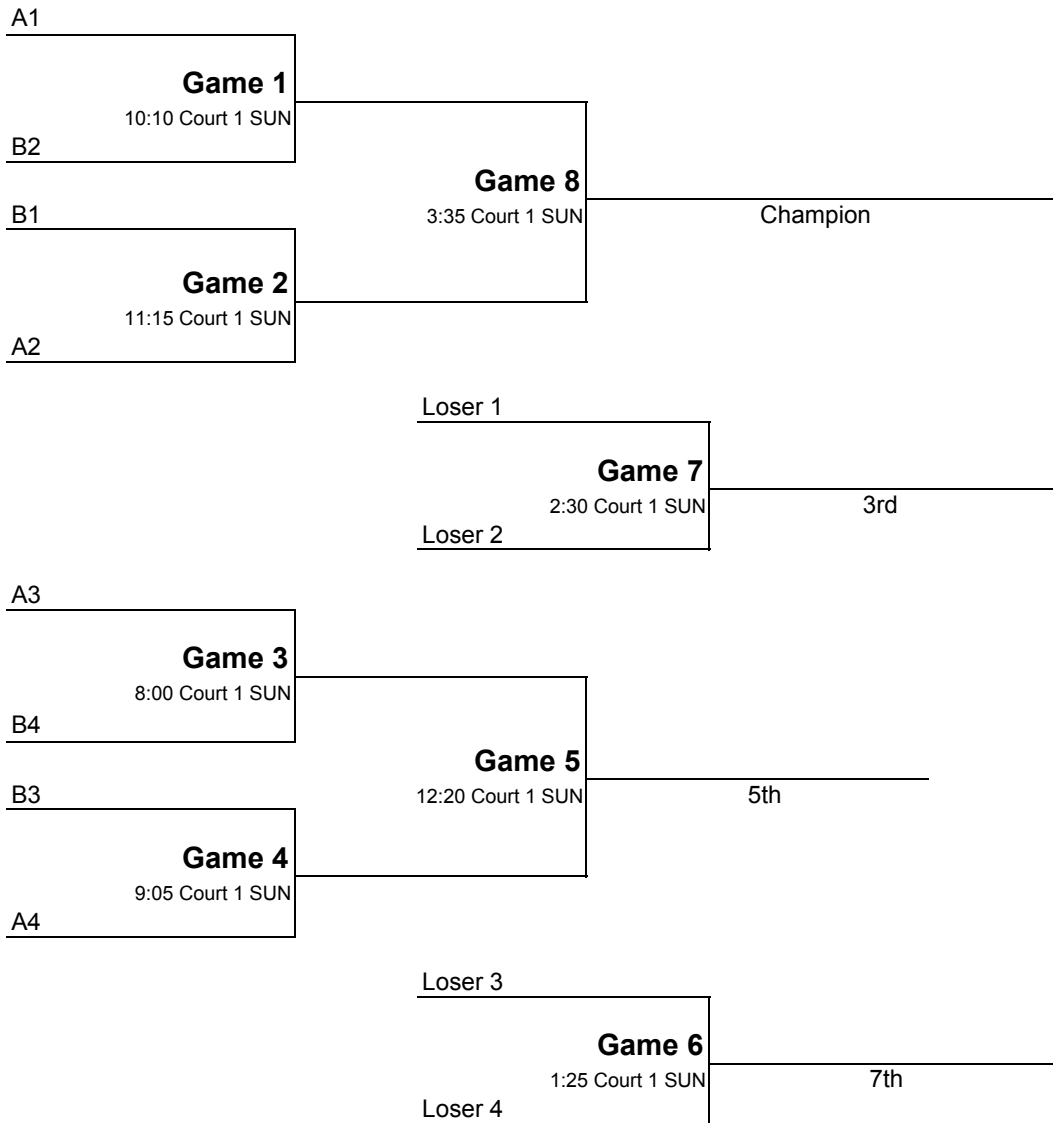 A1
Game 1
10:10 Court 1 SUN
B2
Game 8
B1
3:35 Court 1 SUN
Champion
Game 2
11:15 Court 1 SUN
A2
Loser 1
Game 7
2:30 Court 1 SUN
3rd
Loser 2
A3
Game 3
8:00 Court 1 SUN
B4
Game 5
B3
12:20 Court 1 SUN
5th
Game 4
9:05 Court 1 SUN
A4
Loser 3
Game 6
1:25 Court 1 SUN
7th
Loser 4